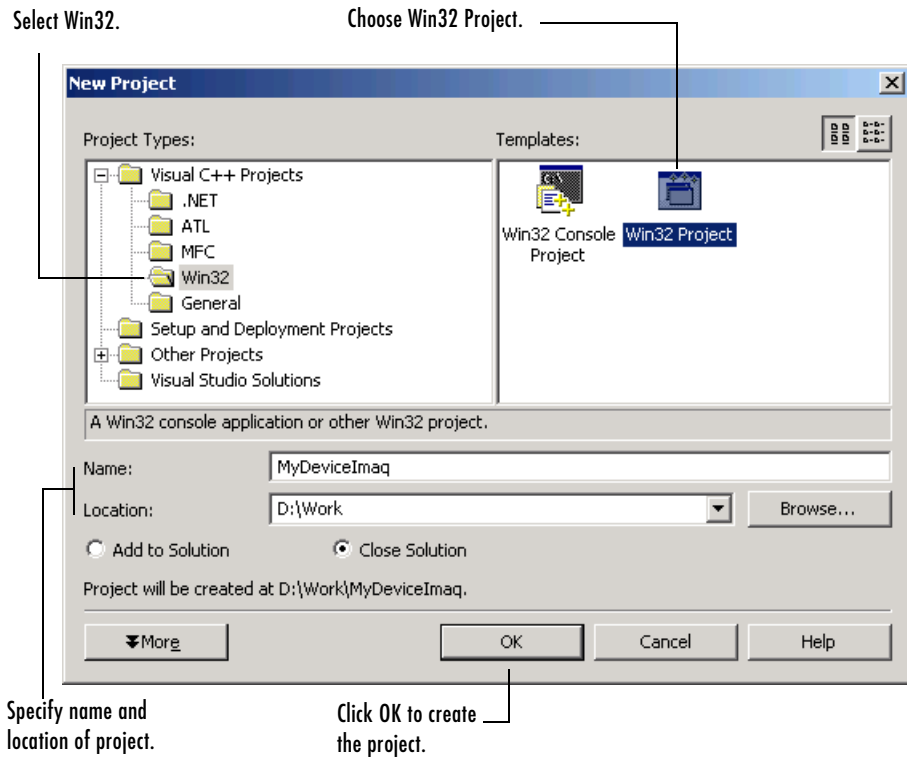 Select Win32.
Choose Win32 Project.
New Project
Project Types:
Templates:
Visual C++ Projects
.NET
ATL
MFC
Win32
General
Setup and Deployment Projects
Other Projects
Visual Studio Solutions
Win32 Console
Project
Win32 Project
A Win32 console application or other Win32 project.
Name:
MyDeviceImaq
Location:
D:\Work
Browse...
Add to Solution
Close Solution
Project will be created at D:\Work\MyDeviceImaq.
More
OK
Cancel
Help
Specify name and
location of project.
Click OK to create
the project.